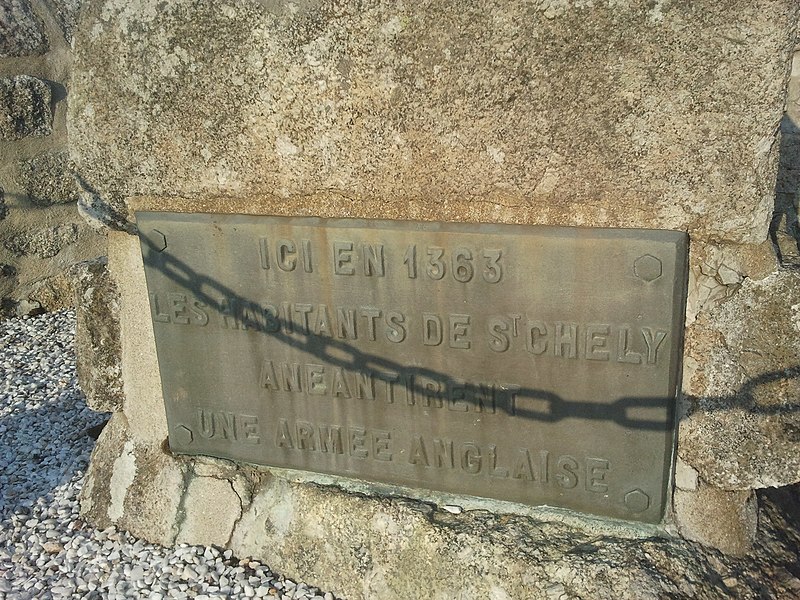 ICI EN 1363
LES HABITANTS DE ST CHELY
ANEANTIRENT
UNE ARMEE ANGLAISE